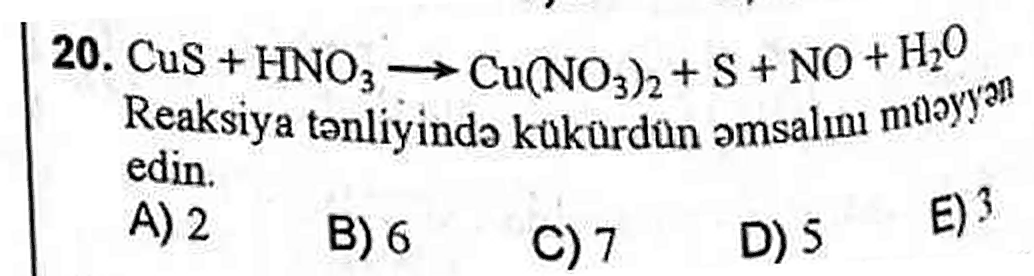 20. CuS + HNO₃ → Cu(NO₃)₂ + S + NO + H₂O
Reaksiya tənliyində kükürdün əmsalını müəyyən
edin.
A) 2 B) 6 C) 7 D) 5 E) 3